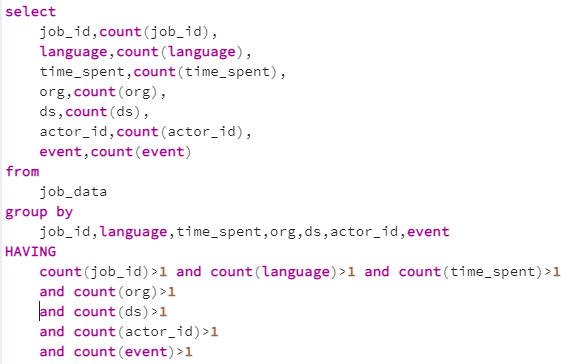 select
job_id,count(job_id),
language,count(language),
time_spent,count(time_spent),
org,count(org),
ds,count(ds),
actor_id,count(actor_id),
event,count(event)
from
job_data
group by
job_id,language,time_spent,org,ds,actor_id,event
HAVING
count(job_id)>1 and count(language)>1 and count(time_spent)>1
and count(org)>1
and count(ds)>1
and count(actor_id)>1
and count(event)>1